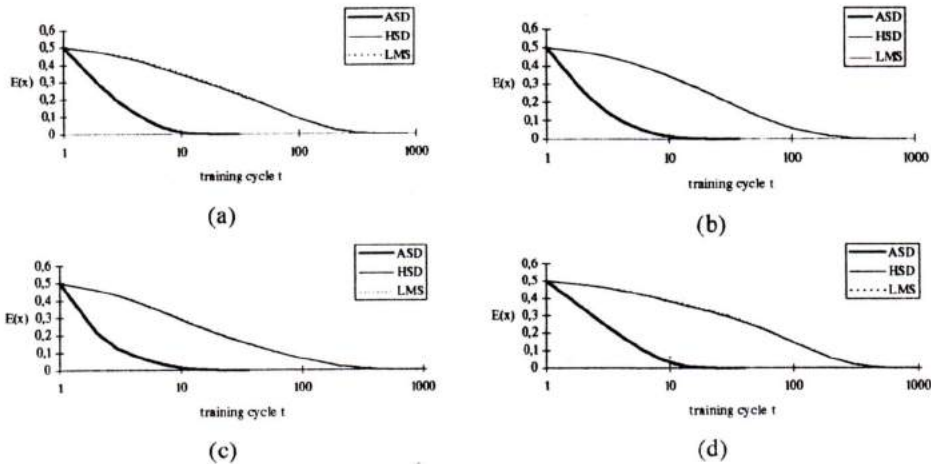 ASD
HSD
LMS
0,6
0,5
0,4
E(x) 0,3
0,2
0,1
0
1 10 100 1000
training cycle t
(a)
ASD
HSD
LMS
0,6
0,5
0,4
E(x) 0,3
0,2
0,1
0
1 10 100 1000
training cycle t
(b)
ASD
HSD
LMS
0,6
0,5
0,4
E(x) 0,3
0,2
0,1
0
1 10 100 1000
training cycle t
(c)
ASD
HSD
LMS
0,6
0,5
0,4
E(x) 0,3
0,2
0,1
0
1 10 100 1000
training cycle t
(d)